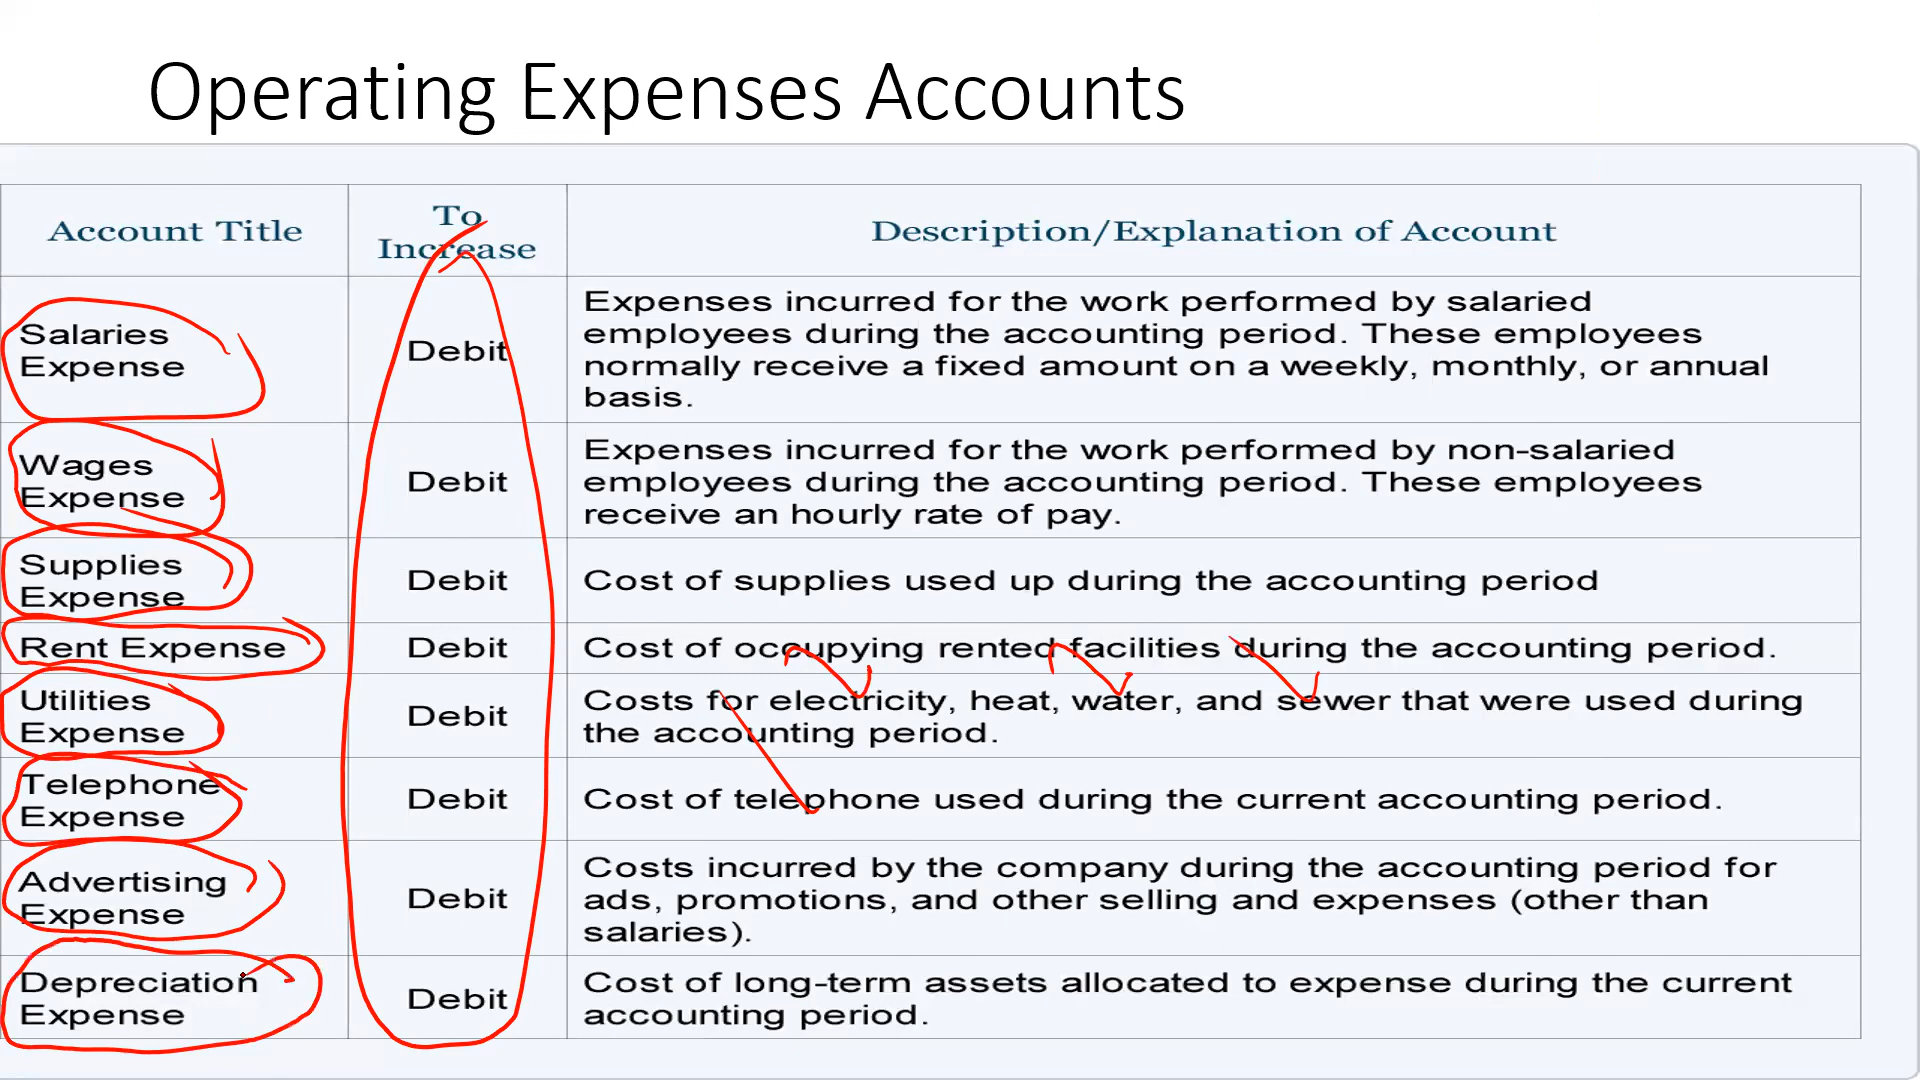 Operating Expenses Accounts
Account Title
To
Increase
Description/Explanation of Account
Salaries
Expense
Debit
Expenses incurred for the work performed by salaried
employees during the accounting period. These employees
normally receive a fixed amount on a weekly, monthly, or annual
basis.
Wages
Expense
Debit
Expenses incurred for the work performed by non-salaried
employees during the accounting period. These employees
receive an hourly rate of pay.
Supplies
Expense
Debit
Cost of supplies used up during the accounting period
Rent Expense
Debit
Cost of occupying rented facilities during the accounting period.
Utilities
Expense
Debit
Costs for electricity, heat, water, and sewer that were used during
the accounting period.
Telephone
Expense
Debit
Cost of telephone used during the current accounting period.
Advertising
Expense
Debit
Costs incurred by the company during the accounting period for
ads, promotions, and other selling and expenses (other than
salaries).
Depreciation
Expense
Debit
Cost of long-term assets allocated to expense during the current
accounting period.